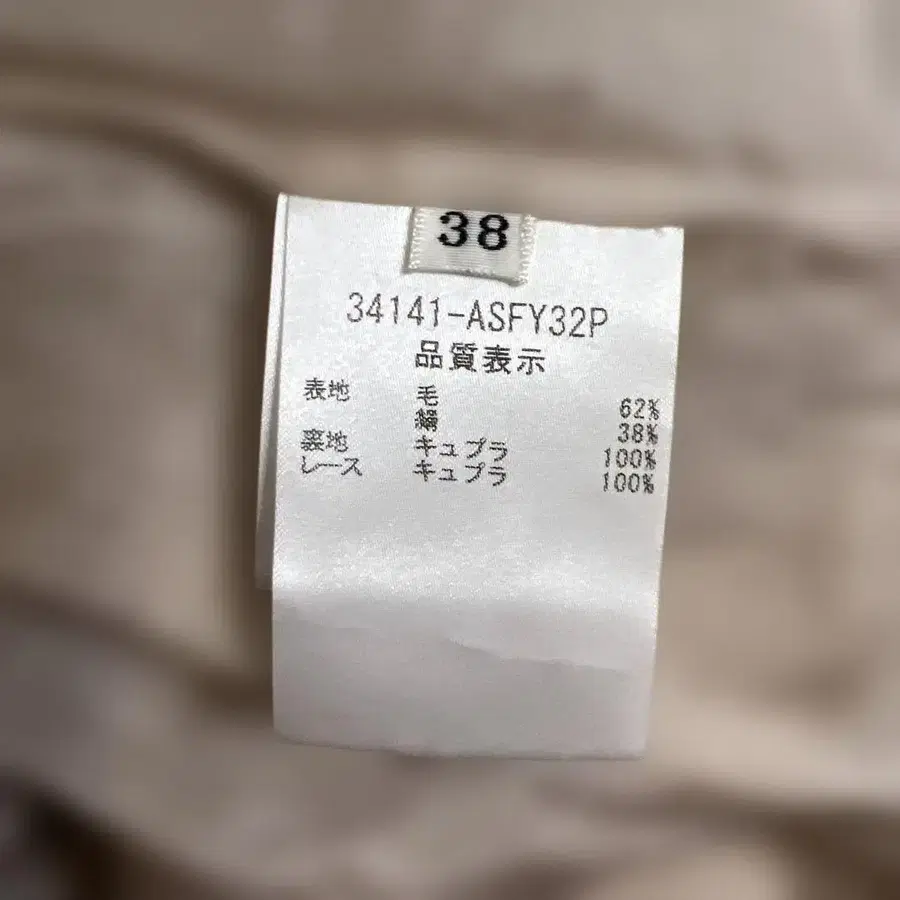 38
34141-ASFY32P
品質表示
表地 毛 62%
38%
裏地 キュプラ 100%
レース キュプラ 100%